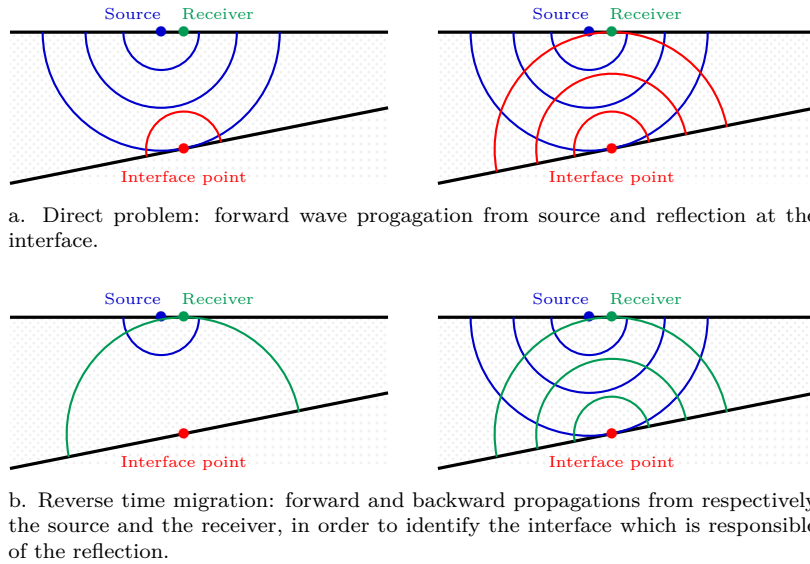 Source Receiver Source Receiver
Interface point Interface point
a. Direct problem: forward wave progagation from source and reflection at the
interface.
Source Receiver Source Receiver
Interface point Interface point
b. Reverse time migration: forward and backward propagations from respectively
the source and the receiver, in order to identify the interface which is responsible
of the reflection.